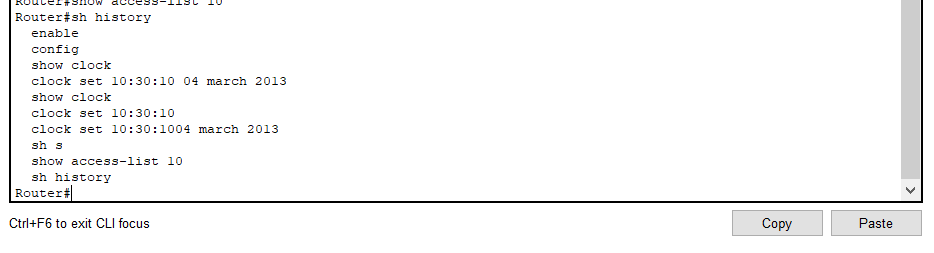 Router#show access-list 10
Router#sh history
enable
config
show clock
clock set 10:30:10 04 march 2013
show clock
clock set 10:30:10
clock set 10:30:1004 march 2013
sh s
show access-list 10
sh history
Router#
Ctrl+F6 to exit CLI focus
Copy
Paste